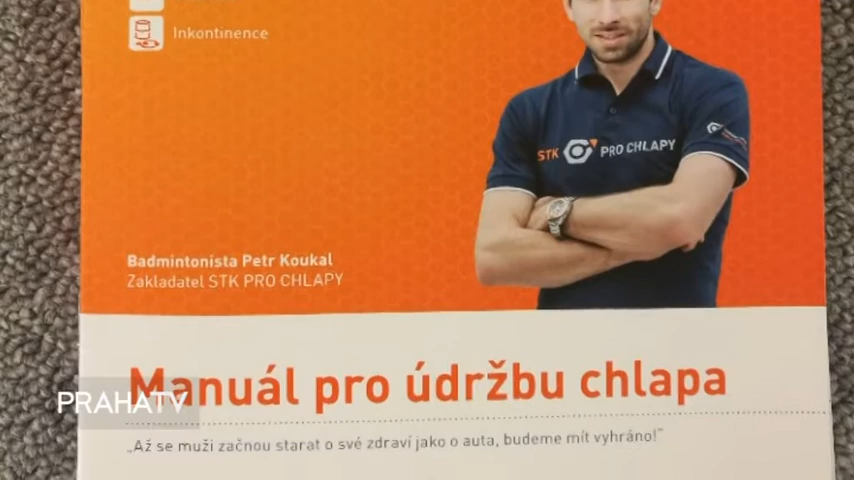 Inkontinence
STK PRO CHLAPY
Badmintonista Petr Koukal
Zakladatel STK PRO CHLAPY
Manuál pro údržbu chlapa
PRAHATV
„Až se muži začnou starat o své zdraví jako o auta, budeme mít vyhráno!“